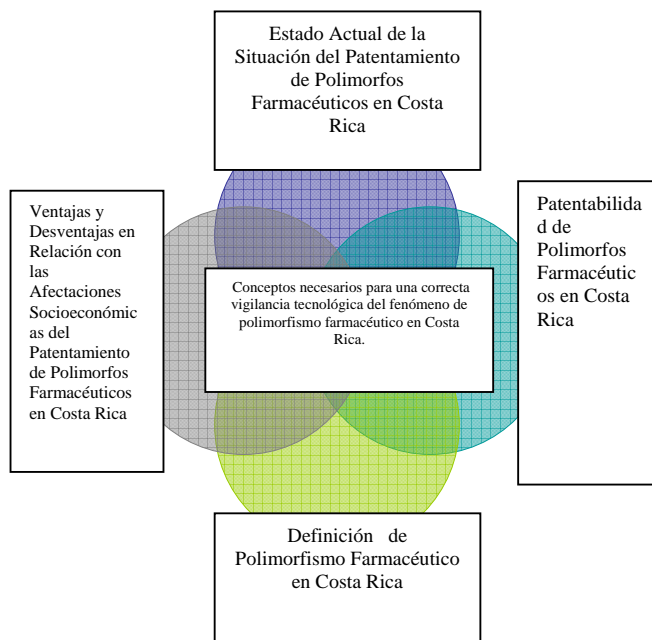 Estado Actual de la
Situación del Patentamiento
de Polimorfos
Farmacéuticos en Costa
Rica
Ventajas y
Desventajas en
Relación con
las
Afectaciones
Socioeconómic
as del
Patentamiento
de Polimorfos
Farmacéuticos
en Costa Rica
Conceptos necesarios para una correcta
vigilancia tecnológica del fenómeno de
polimorfismo farmacéutico en Costa
Rica.
Patentabilida
d de
Polimorfos
Farmacéutic
os en Costa
Rica
Definición de
Polimorfismo Farmacéutico
en Costa Rica